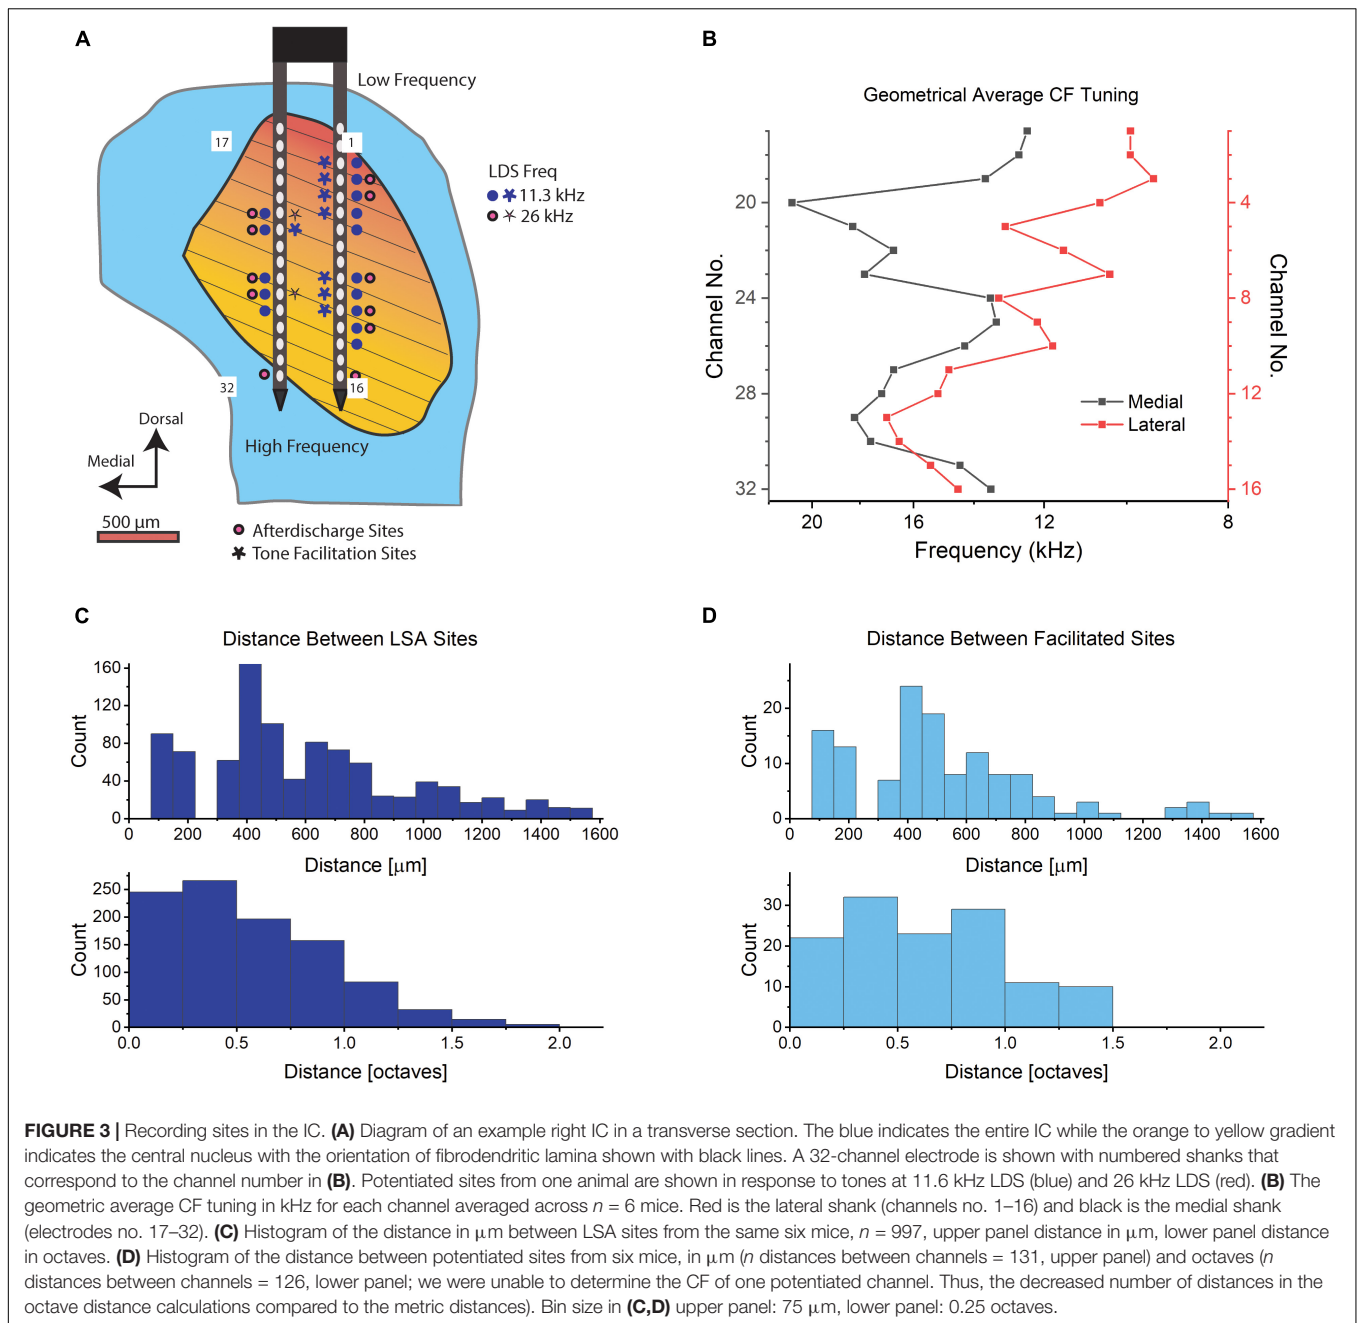 A
Low Frequency
17
1
LDS Freq
11.3 kHz
26 kHz
32
16
High Frequency
Dorsal
Medial
500 μm
Afterdischarge Sites
Tone Facilitation Sites
B
Geometrical Average CF Tuning
Channel No.
20
24
28
32
4
8
12
16
Channel No.
Medial
Lateral
20
16
12
8
Frequency (kHz)
C
Distance Between LSA Sites
Count
160
120
80
40
0
0 200 400 600 800 1000 1200 1400 1600
Distance [μm]
Count
250
200
150
100
50
0
0.0 0.5 1.0 1.5 2.0
Distance [octaves]
D
Distance Between Facilitated Sites
Count
20
10
0
0 200 400 600 800 1000 1200 1400 1600
Distance [μm]
Count
30
20
10
0
0.0 0.5 1.0 1.5 2.0
Distance [octaves]
FIGURE 3 | Recording sites in the IC. (A) Diagram of an example right IC in a transverse section. The blue indicates the entire IC while the orange to yellow gradient
indicates the central nucleus with the orientation of fibrodendritic lamina shown with black lines. A 32-channel electrode is shown with numbered shanks that
correspond to the channel number in (B). Potentiated sites from one animal are shown in response to tones at 11.6 kHz LDS (blue) and 26 kHz LDS (red). (B) The
geometric average CF tuning in kHz for each channel averaged across n = 6 mice. Red is the lateral shank (channels no. 1–16) and black is the medial shank
(electrodes no. 17–32). (C) Histogram of the distance in μm between LSA sites from the same six mice, n = 997, upper panel distance in μm, lower panel distance
in octaves. (D) Histogram of the distance between potentiated sites from six mice, in μm (n distances between channels = 131, upper panel) and octaves (n
distances between channels = 126, lower panel; we were unable to determine the CF of one potentiated channel. Thus, the decreased number of distances in the
octave distance calculations compared to the metric distances). Bin size in (C,D) upper panel: 75 μm, lower panel: 0.25 octaves.